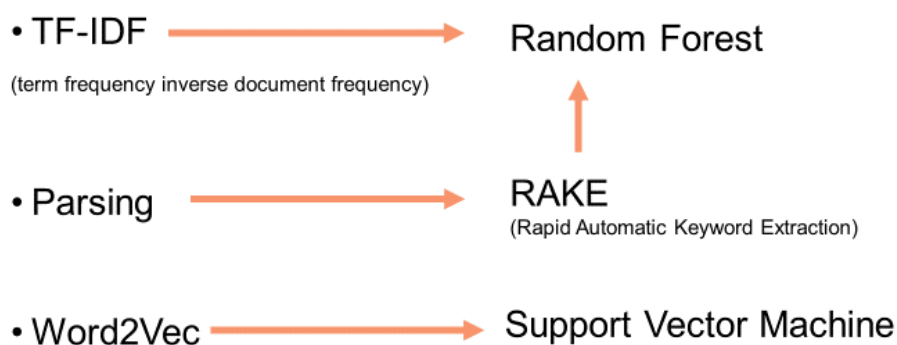 • TF-IDF
Random Forest
(term frequency inverse document frequency)
• Parsing
RAKE
(Rapid Automatic Keyword Extraction)
• Word2Vec
Support Vector Machine